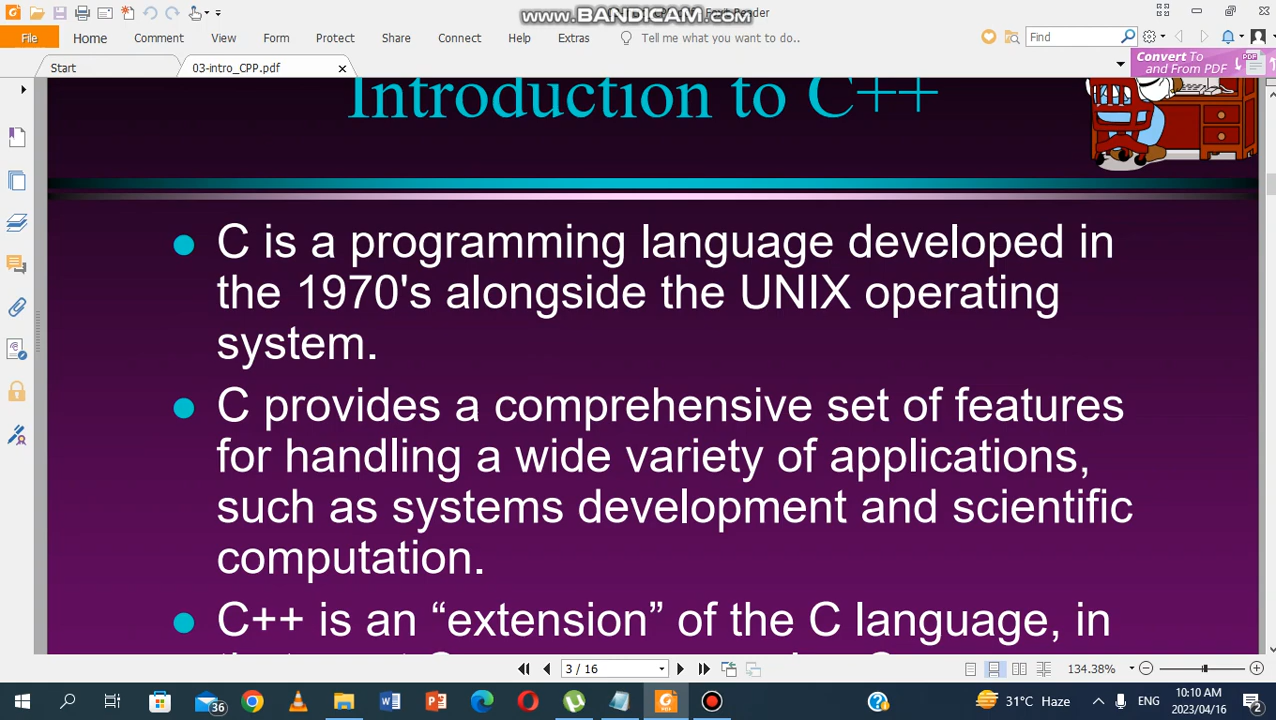 www.BANDICAM.com
File Home Comment View Form Protect Share Connect Help Extras Tell me what you want to do.. Find
Start 03-intro_CPP.pdf
Convert To
and From PDF
PDF
Introduction to C++
C is a programming language developed in
the 1970's alongside the UNIX operating
system.
C provides a comprehensive set of features
for handling a wide variety of applications,
such as systems development and scientific
computation.
C++ is an “extension” of the C language, in
3 / 16 134.38%
36 31°C Haze ENG 10:10 AM
2023/04/16 2